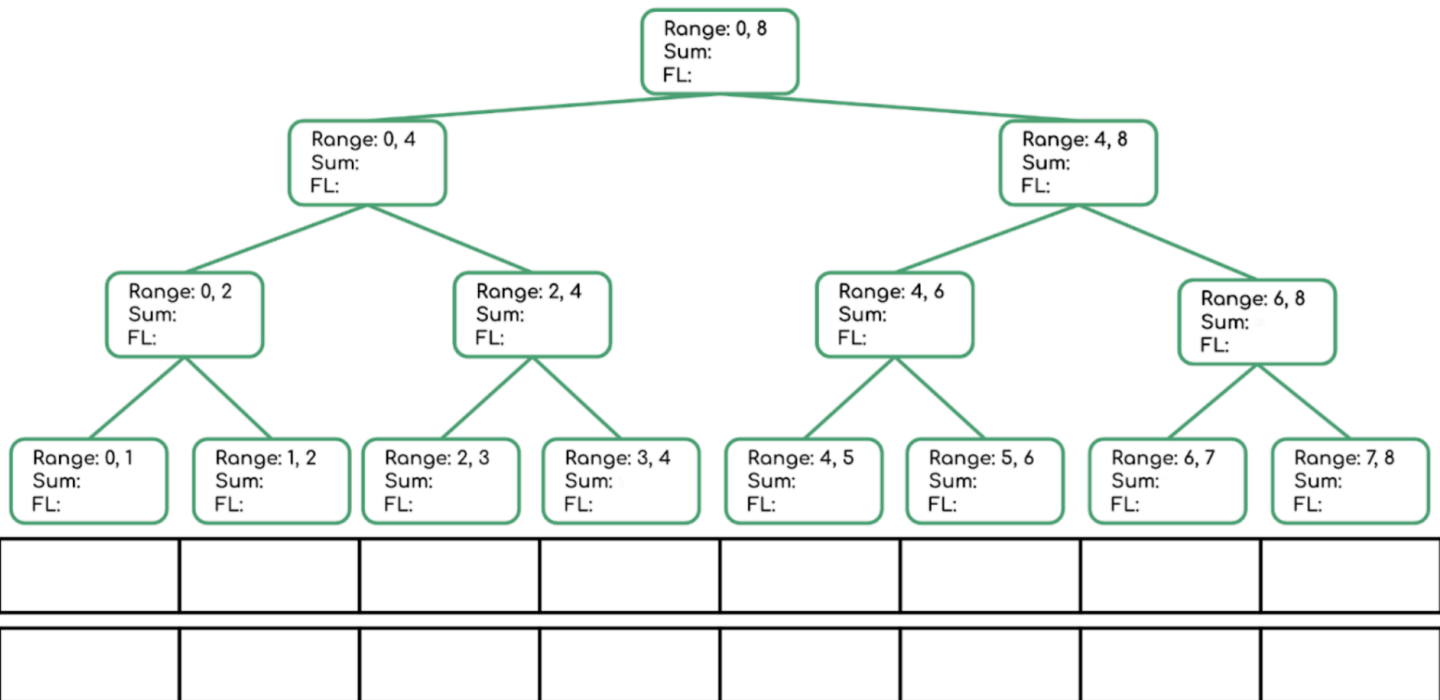 Range: 0, 8
Sum:
FL:
Range: 0, 4
Sum:
FL:
Range: 4, 8
Sum:
FL:
Range: 0, 2
Sum:
FL:
Range: 2, 4
Sum:
FL:
Range: 4, 6
Sum:
FL:
Range: 6, 8
Sum:
FL:
Range: 0, 1
Sum:
FL:
Range: 1, 2
Sum:
FL:
Range: 2, 3
Sum:
FL:
Range: 3, 4
Sum:
FL:
Range: 4, 5
Sum:
FL:
Range: 5, 6
Sum:
FL:
Range: 6, 7
Sum:
FL:
Range: 7, 8
Sum:
FL: